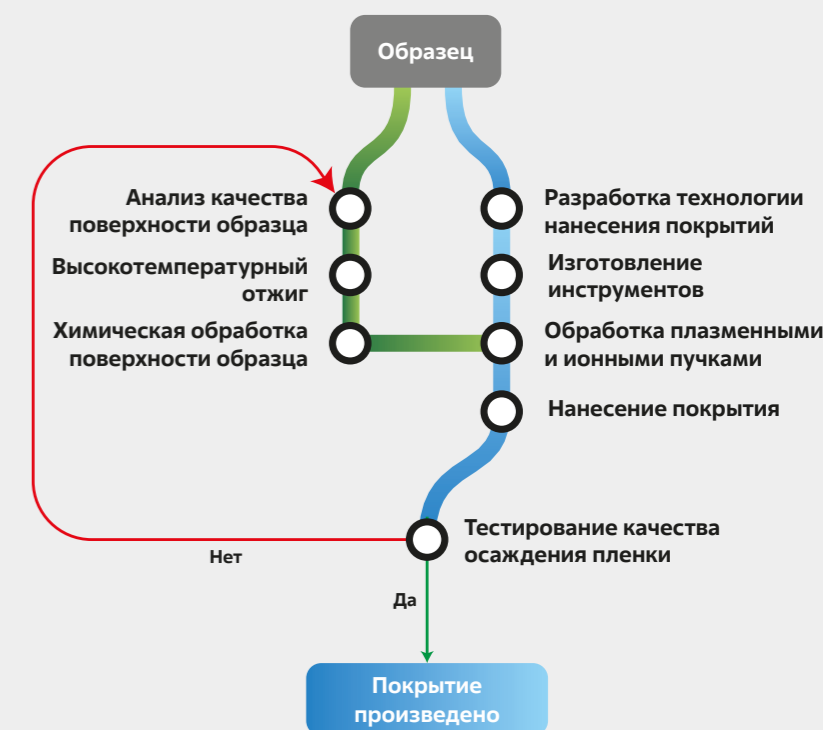 Образец
Анализ качества
поверхности образца
Высокотемпературный
отжиг
Химическая обработка
поверхности образца
Разработка технологии
нанесения покрытий
Изготовление
инструментов
Обработка плазменными
и ионными пучками
Нанесение покрытия
Тестирование качества
осаждения пленки
Нет
Да
Покрытие
произведено